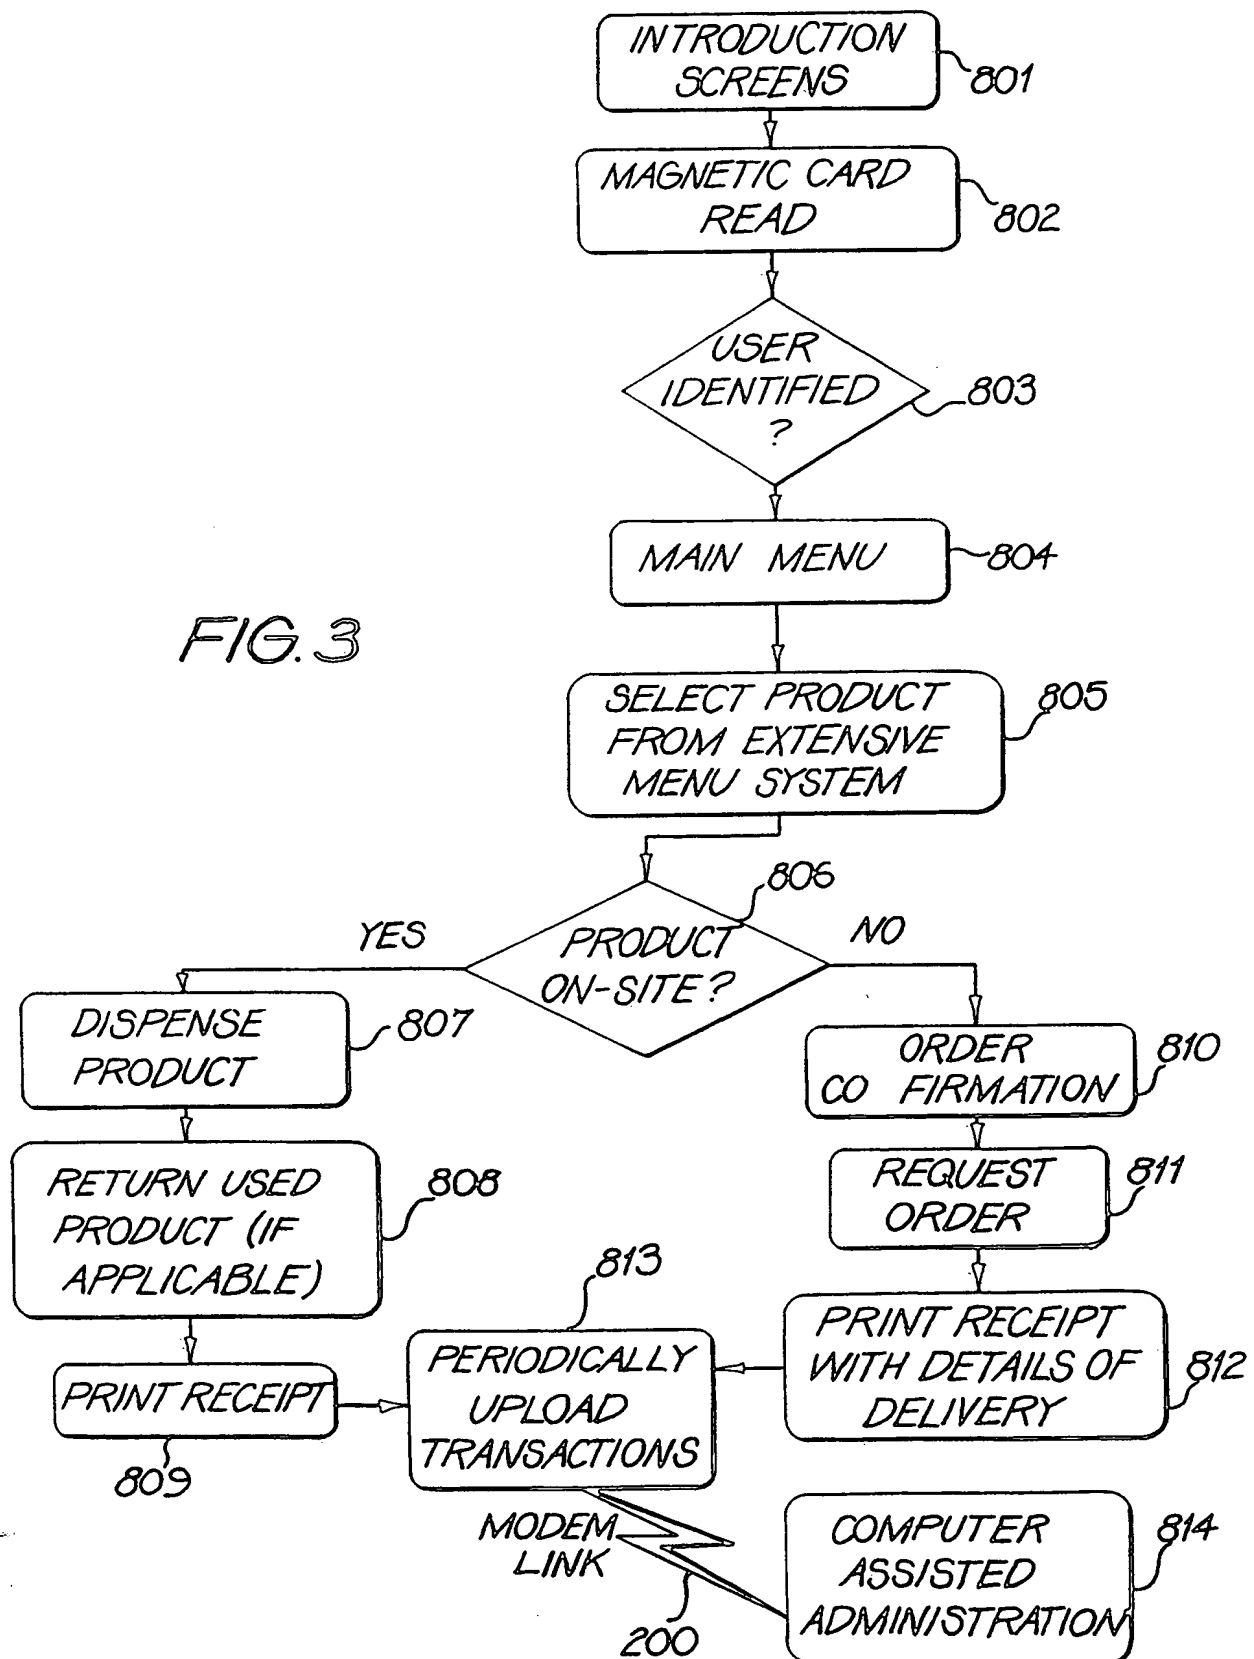 INTRODUCTION
SCREENS
801
MAGNETIC CARD
READ
802
USER
IDENTIFIED
?
803
MAIN MENU
804
FIG. 3
SELECT PRODUCT
FROM EXTENSIVE
MENU SYSTEM
805
806
YES
PRODUCT
ON-SITE?
NO
DISPENSE
PRODUCT
807
ORDER
CO FIRMATION
810
RETURN USED
PRODUCT (IF
APPLICABLE)
808
REQUEST
ORDER
811
813
PRINT RECEIPT
WITH DETAILS OF
DELIVERY
812
PERIODICALLY
UPLOAD
TRANSACTIONS
PRINT RECEIPT
809
MODEM
LINK
200
COMPUTER
ASSISTED
ADMINISTRATION
814